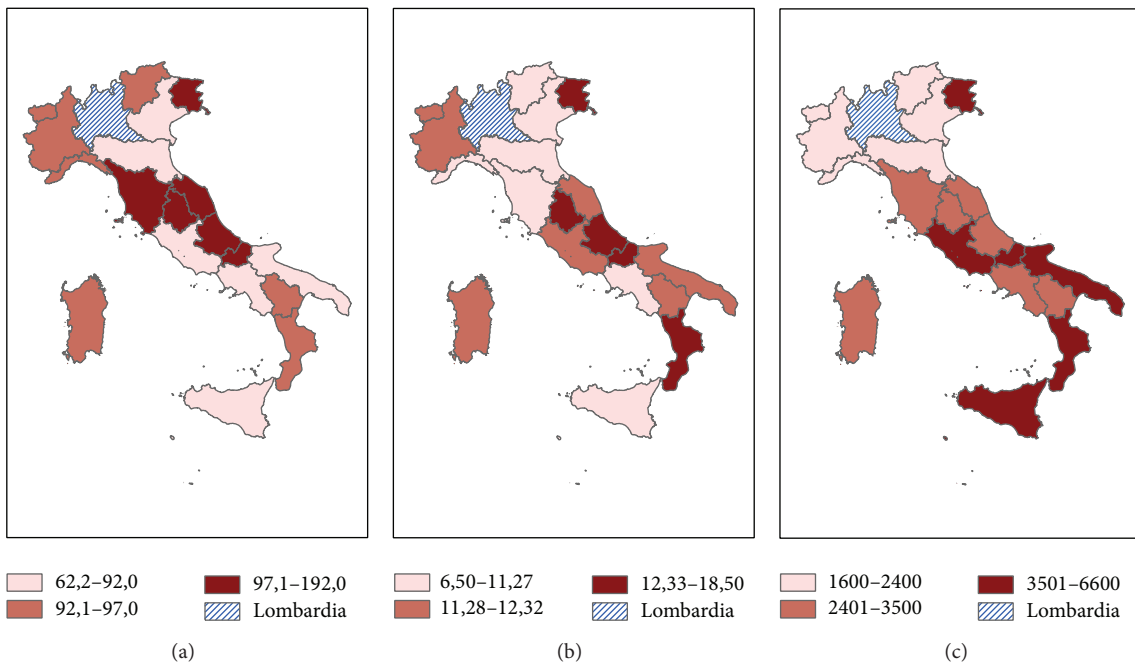 62,2–92,0
97,1–192,0
92,1–97,0
Lombardia
(a)
6,50–11,27
12,33–18,50
11,28–12,32
Lombardia
(b)
1600–2400
3501–6600
2401–3500
Lombardia
(c)